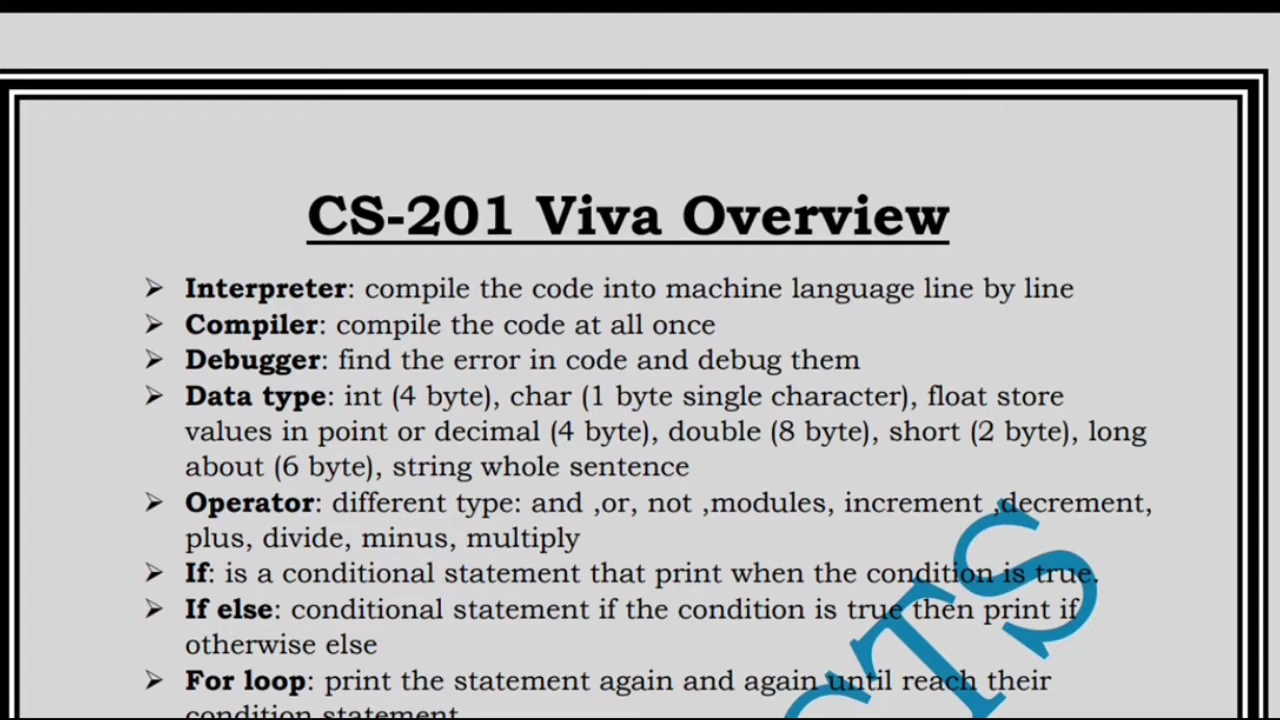 CS-201 Viva Overview
➢ Interpreter: compile the code into machine language line by line
➢ Compiler: compile the code at all once
➢ Debugger: find the error in code and debug them
➢ Data type: int (4 byte), char (1 byte single character), float store
values in point or decimal (4 byte), double (8 byte), short (2 byte), long
about (6 byte), string whole sentence
➢ Operator: different type: and ,or, not ,modules, increment ,decrement,
plus, divide, minus, multiply
➢ If: is a conditional statement that print when the condition is true.
➢ If else: conditional statement if the condition is true then print if
otherwise else
➢ For loop: print the statement again and again until reach their
condition statement
CTS